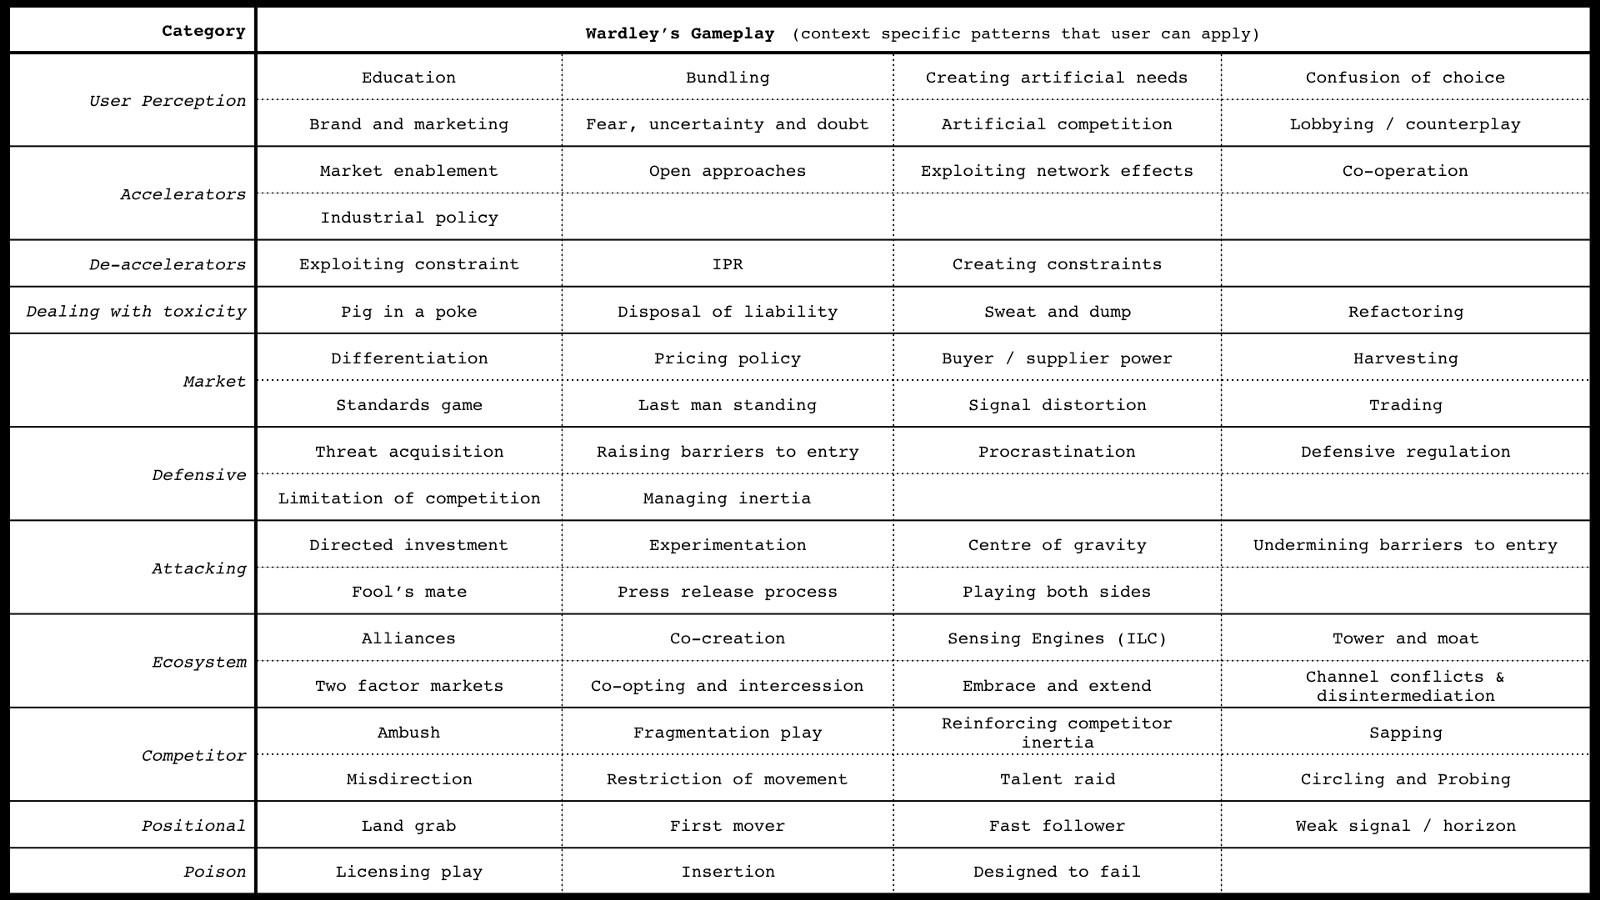 Category Wardley’s Gameplay (context specific patterns that user can apply)
User Perception
Education Bundling Creating artificial needs Confusion of choice
Brand and marketing Fear, uncertainty and doubt Artificial competition Lobbying / counterplay
Accelerators
Market enablement Open approaches Exploiting network effects Co-operation
Industrial policy
De-accelerators Exploiting constraint IPR Creating constraints
Dealing with toxicity Pig in a poke Disposal of liability Sweat and dump Refactoring
Market
Differentiation Pricing policy Buyer / supplier power Harvesting
Standards game Last man standing Signal distortion Trading
Defensive
Threat acquisition Raising barriers to entry Procrastination Defensive regulation
Limitation of competition Managing inertia
Attacking
Directed investment Experimentation Centre of gravity Undermining barriers to entry
Fool’s mate Press release process Playing both sides
Ecosystem
Alliances Co-creation Sensing Engines (ILC) Tower and moat
Two factor markets Co-opting and intercession Embrace and extend Channel conflicts &
disintermediation
Competitor
Ambush Fragmentation play Reinforcing competitor
inertia
Sapping
Misdirection Restriction of movement Talent raid Circling and Probing
Positional Land grab First mover Fast follower Weak signal / horizon
Poison Licensing play Insertion Designed to fail